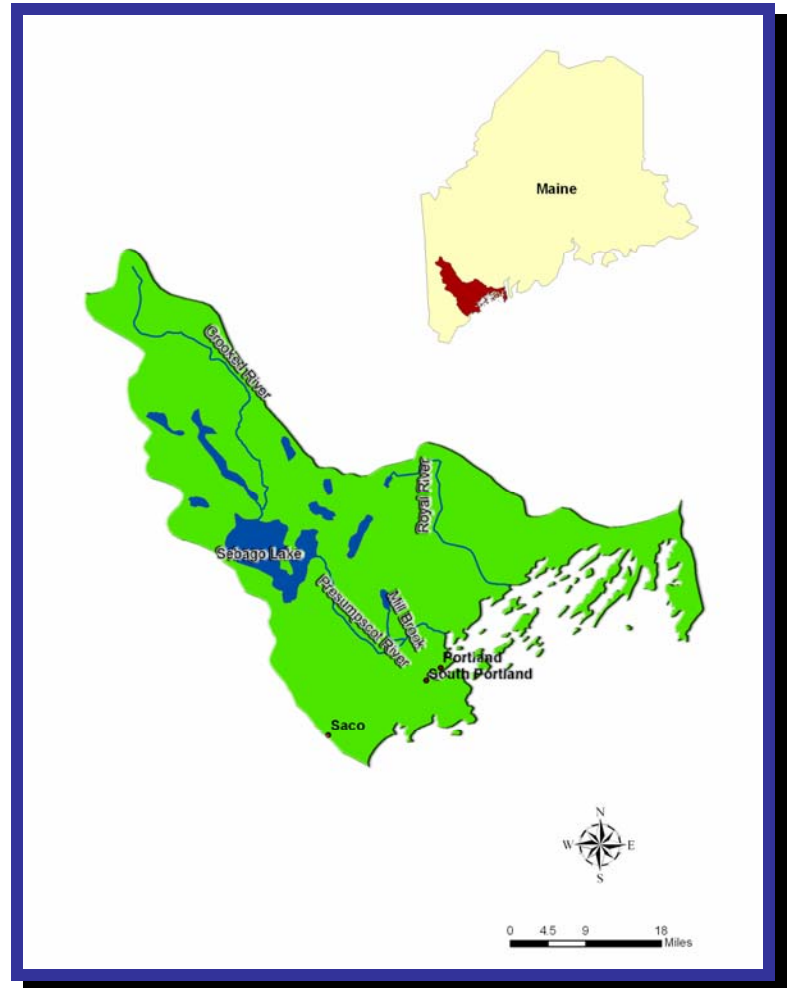 Maine
Crooked River
Royal River
Sebago Lake
Presumpscot River
Mill Brook
Portland
South Portland
Saco
N
W E
S
0 4.5 9 18
Miles